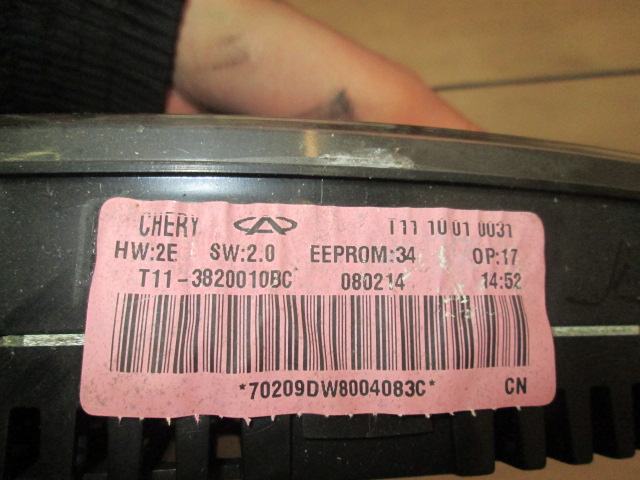 CHERY T11 10 01 0031
HW:2E SW:2.0 EEPROM:34 OP:17
T11-3820010BC 080214 14:52
*70209DW8004083C* CN